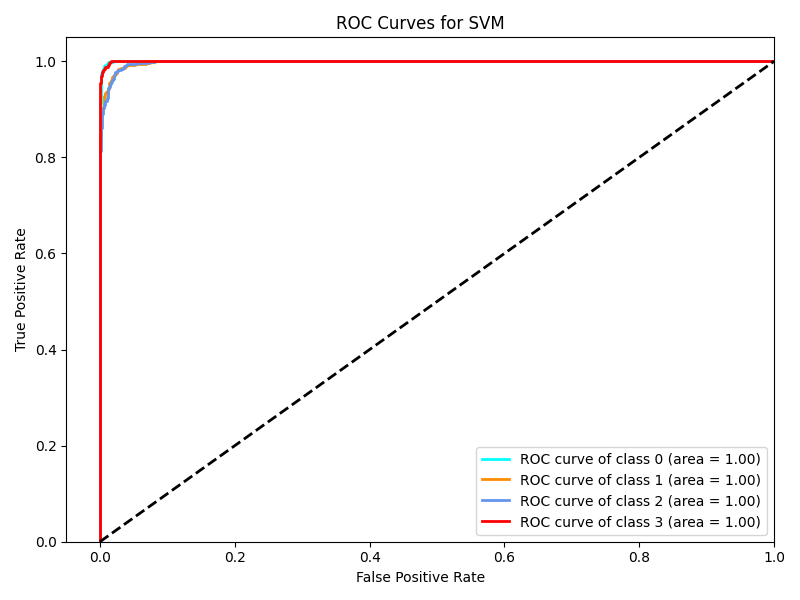 ROC Curves for SVM
True Positive Rate
1.0
0.8
0.6
0.4
0.2
0.0
ROC curve of class 0 (area = 1.00)
ROC curve of class 1 (area = 1.00)
ROC curve of class 2 (area = 1.00)
ROC curve of class 3 (area = 1.00)
0.0 0.2 0.4 0.6 0.8 1.0
False Positive Rate